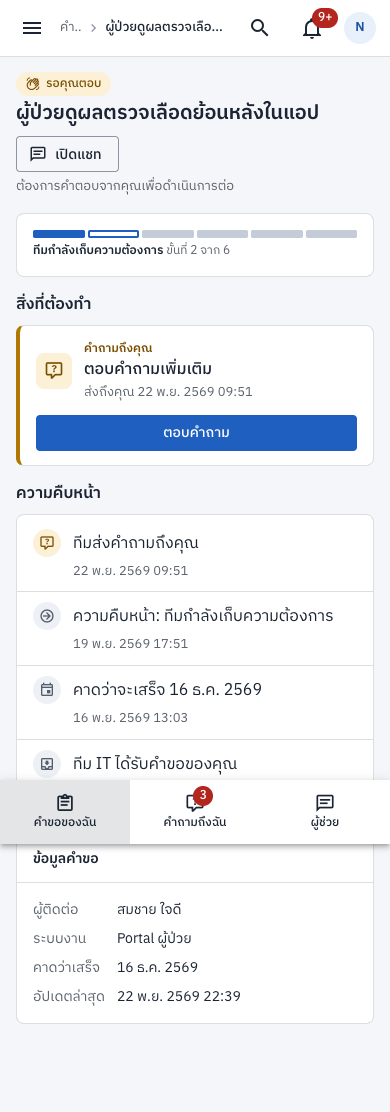 คำ..
ผู้ป่วยดูผลตรวจเลือ...
9+
N
รอคุณตอบ
ผู้ป่วยดูผลตรวจเลือดย้อนหลังในแอป
เปิดแชท
ต้องการคำตอบจากคุณเพื่อดำเนินการต่อ
ทีมกำลังเก็บความต้องการ ขั้นที่ 2 จาก 6
สิ่งที่ต้องทำ
คำถามถึงคุณ
ตอบคำถามเพิ่มเติม
ส่งถึงคุณ 22 พ.ย. 2569 09:51
ตอบคำถาม
ความคืบหน้า
ทีมส่งคำถามถึงคุณ
22 พ.ย. 2569 09:51
ความคืบหน้า: ทีมกำลังเก็บความต้องการ
19 พ.ย. 2569 17:51
คาดว่าจะเสร็จ 16 ธ.ค. 2569
16 พ.ย. 2569 13:03
ทีม IT ได้รับคำขอของคุณ
3
คำขอของฉัน
คำถามถึงฉัน
ผู้ช่วย
ข้อมูลคำขอ
ผู้ติดต่อ สมชาย ใจดี
ระบบงาน Portal ผู้ป่วย
คาดว่าเสร็จ 16 ธ.ค. 2569
อัปเดตล่าสุด 22 พ.ย. 2569 22:39